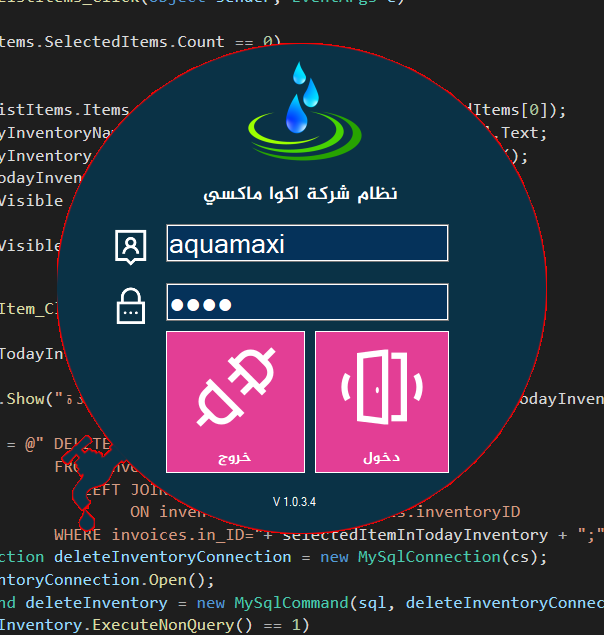 object sender, EventArgs e)
tems.SelectedItems.Count == 0)
istItems.Items
dItems[0]);
yInventoryNa
.Text;
yInventory
();
odayInven
نظام شركة اكوا ماكسي
Visible
aquamaxi
Visible
Item_Cl
TodayIn
.Show("
odayInven
= @" DELETE
خروج
دخول
LEFT JOIN
V 1.0.3.4
ON inven
.inventoryID
WHERE invoices.in_ID="+ selectedItemInTodayInventory + ";"
ction deleteInventoryConnection = new MySqlConnection(cs);
ntoryConnection.Open();
nd deleteInventory = new MySqlCommand(sql, deleteInventoryConnec
Inventory.ExecuteNonQuery() == 1)